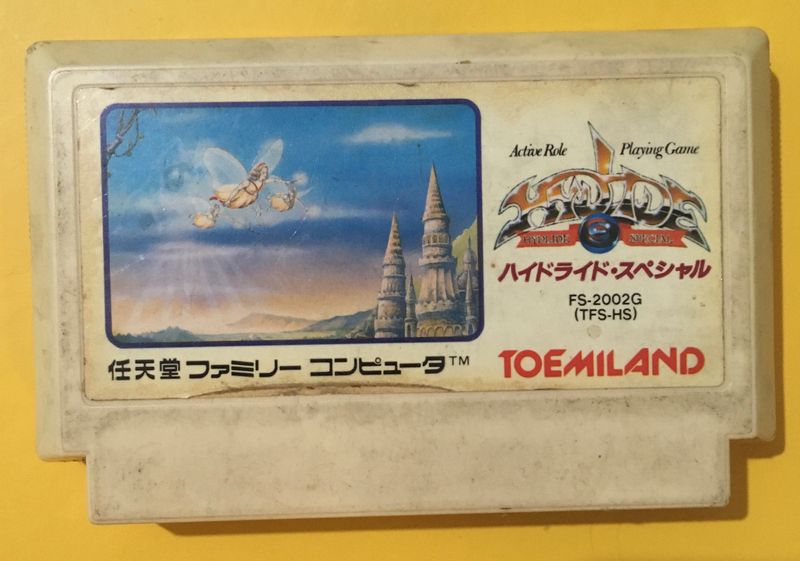 Active Role Playing Game
HYDLIDE
HYDLIDE SPECIAL
ハイドライド・スペシャル
FS-2002G
(TFS-HS)
任天堂 ファミリー コンピュータ™
TOEMILAND